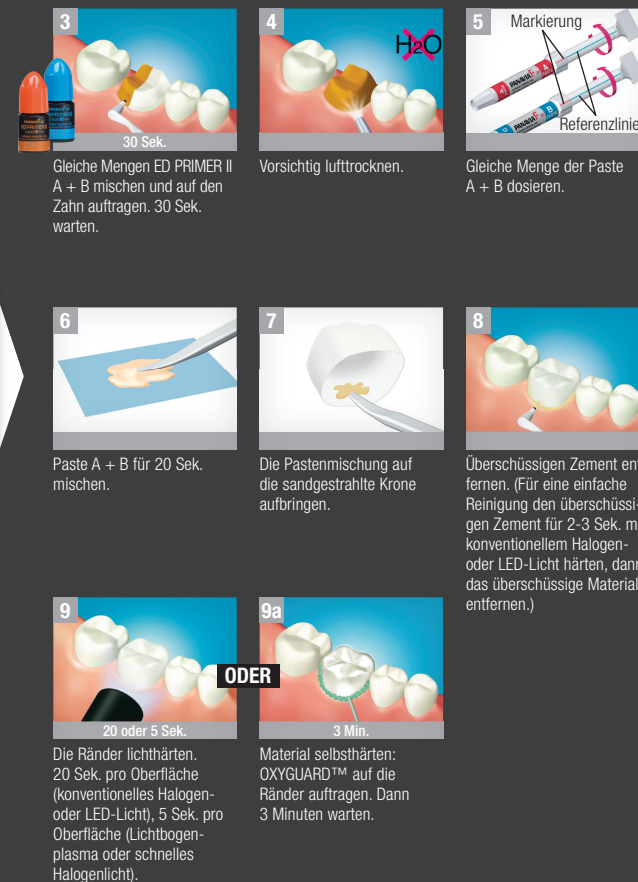 3
30 Sek.
Gleiche Mengen ED PRIMER II
A + B mischen und auf den
Zahn auftragen. 30 Sek.
warten.
4
H2O
Vorsichtig lufttrocknen.
5
Markierung
PANAVIA F A
PANAVIA F B
Referenzlinie
Gleiche Menge der Paste
A + B dosieren.
6
Paste A + B für 20 Sek.
mischen.
7
Die Pastenmischung auf
die sandgestrahlte Krone
aufbringen.
8
Überschüssigen Zement ent
fernen. (Für eine einfache
Reinigung den überschüssi-
gen Zement für 2-3 Sek. m
konventionellem Halogen-
oder LED-Licht härten, dann
das überschüssige Material
entfernen.)
9
20 oder 5 Sek.
Die Ränder lichthärten.
20 Sek. pro Oberfläche
(konventionelles Halogen-
oder LED-Licht), 5 Sek. pro
Oberfläche (Lichtbogen-
plasma oder schnelles
Halogenlicht).
ODER
9a
3 Min.
Material selbsthärten:
OXYGUARD™ auf die
Ränder auftragen. Dann
3 Minuten warten.